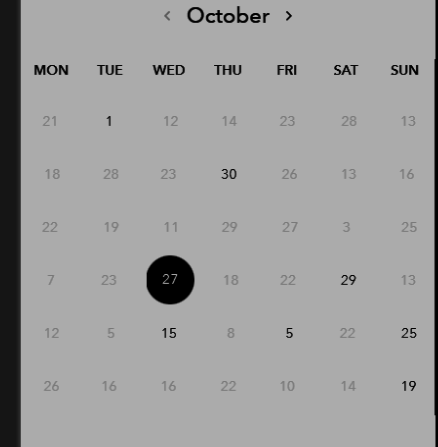 ‹ October ›
MON TUE WED THU FRI SAT SUN
21 1 12 14 23 28 13
18 28 23 30 26 13 16
22 19 11 29 27 3 25
7 23 27 18 22 29 13
12 5 15 8 5 22 25
26 16 16 22 10 14 19